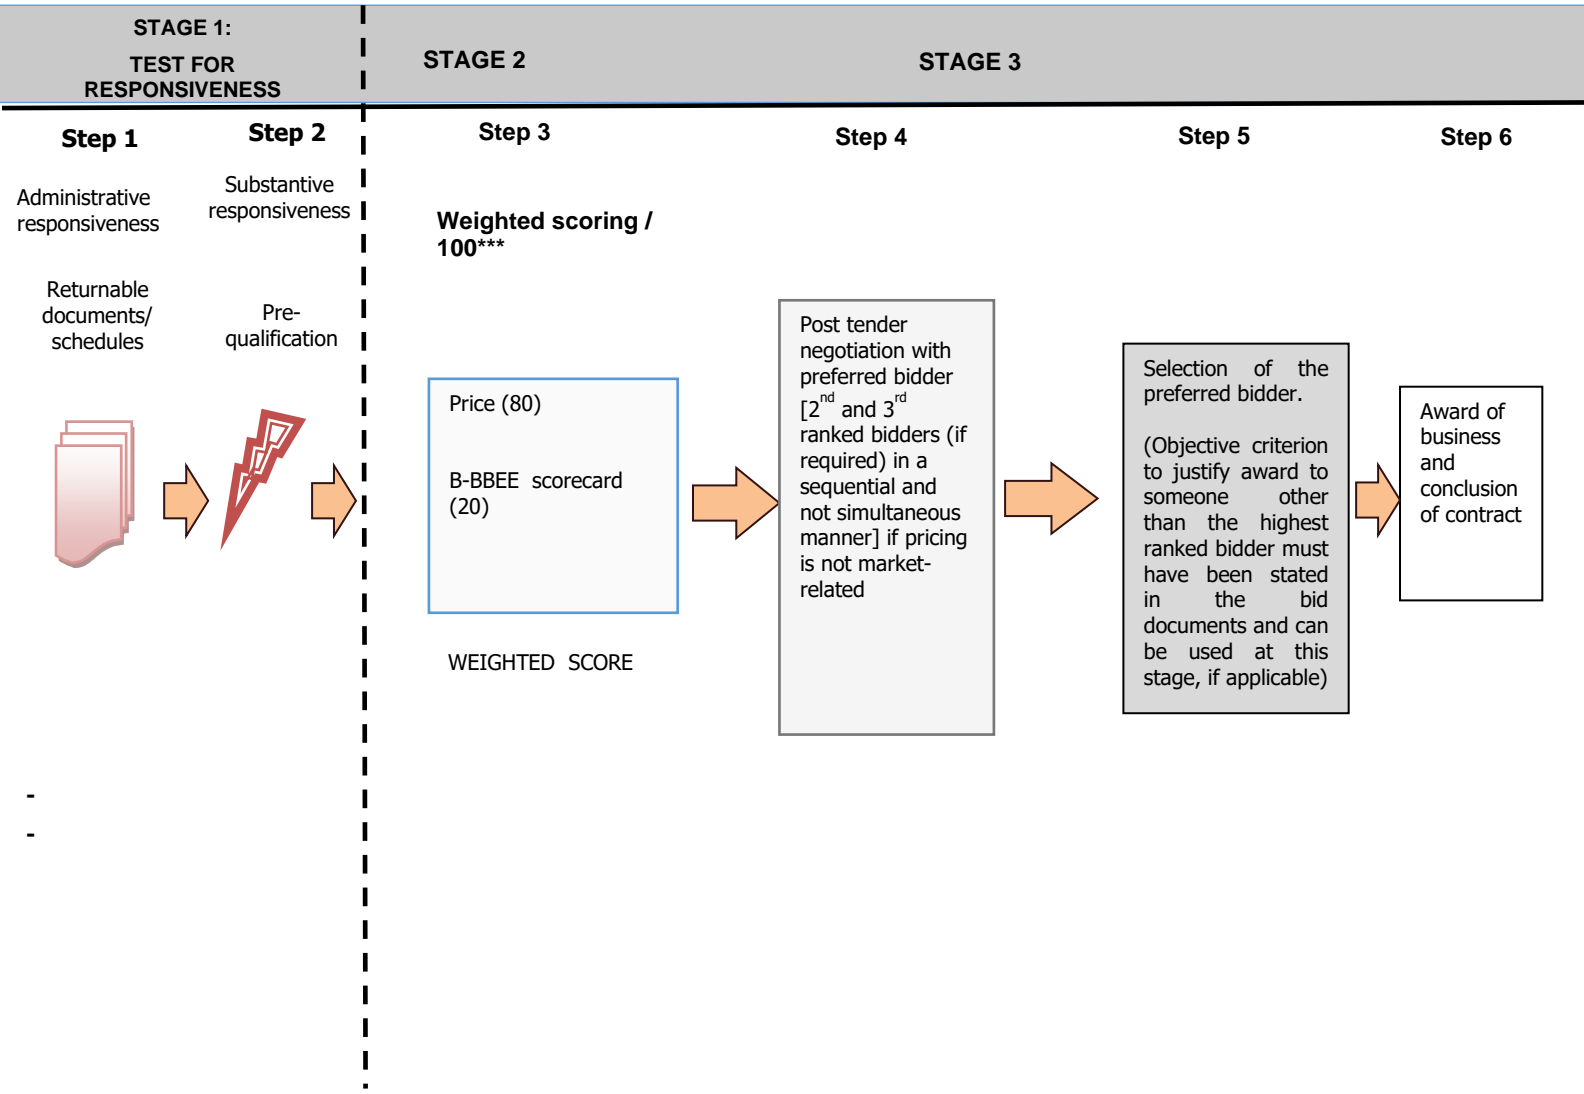 STAGE 1:
TEST FOR
RESPONSIVENESS
STAGE 2
STAGE 3
Step 1
Step 2
Step 3
Step 4
Step 5
Step 6
Administrative
responsiveness
Substantive
responsiveness
Weighted scoring /
100***
Returnable
documents/
schedules
Pre-
qualification
Price (80)
B-BBEE scorecard
(20)
WEIGHTED SCORE
Post tender
negotiation with
preferred bidder
[2nd and 3rd
ranked bidders (if
required) in a
sequential and
not simultaneous
manner] if pricing
is not market-
related
Selection of the
preferred bidder.
(Objective criterion
to justify award to
someone other
than the highest
ranked bidder must
have been stated
in the bid
documents and can
be used at this
stage, if applicable)
Award of
business
and
conclusion
of contract
-
-